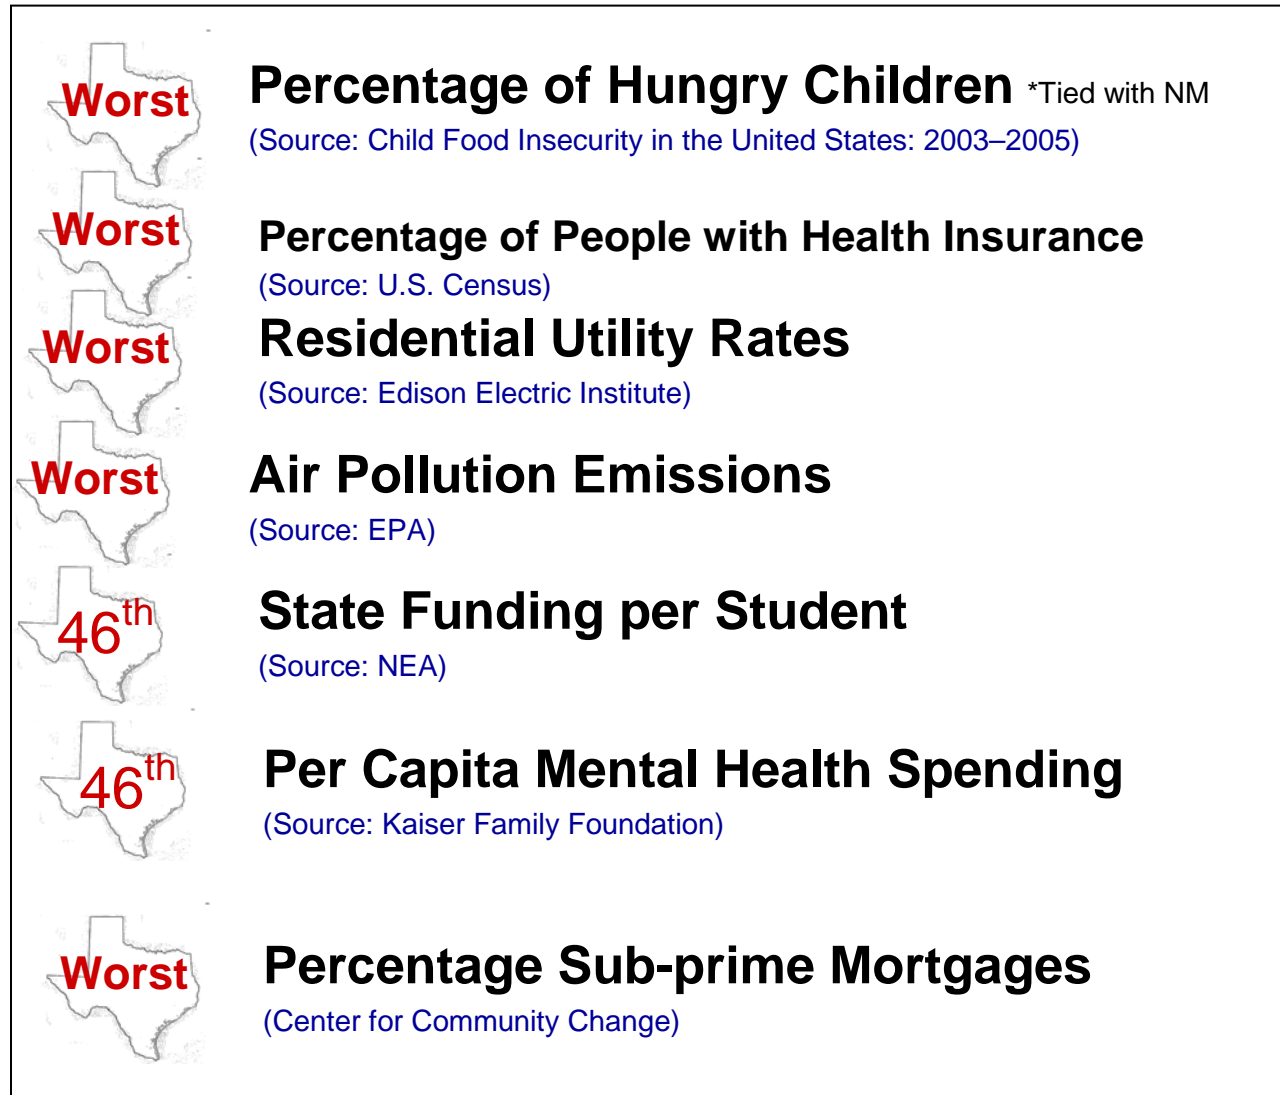 Worst
Percentage of Hungry Children *Tied with NM
(Source: Child Food Insecurity in the United States: 2003–2005)
Worst
Percentage of People with Health Insurance
(Source: U.S. Census)
Worst
Residential Utility Rates
(Source: Edison Electric Institute)
Worst
Air Pollution Emissions
(Source: EPA)
46th
State Funding per Student
(Source: NEA)
46th
Per Capita Mental Health Spending
(Source: Kaiser Family Foundation)
Worst
Percentage Sub-prime Mortgages
(Center for Community Change)